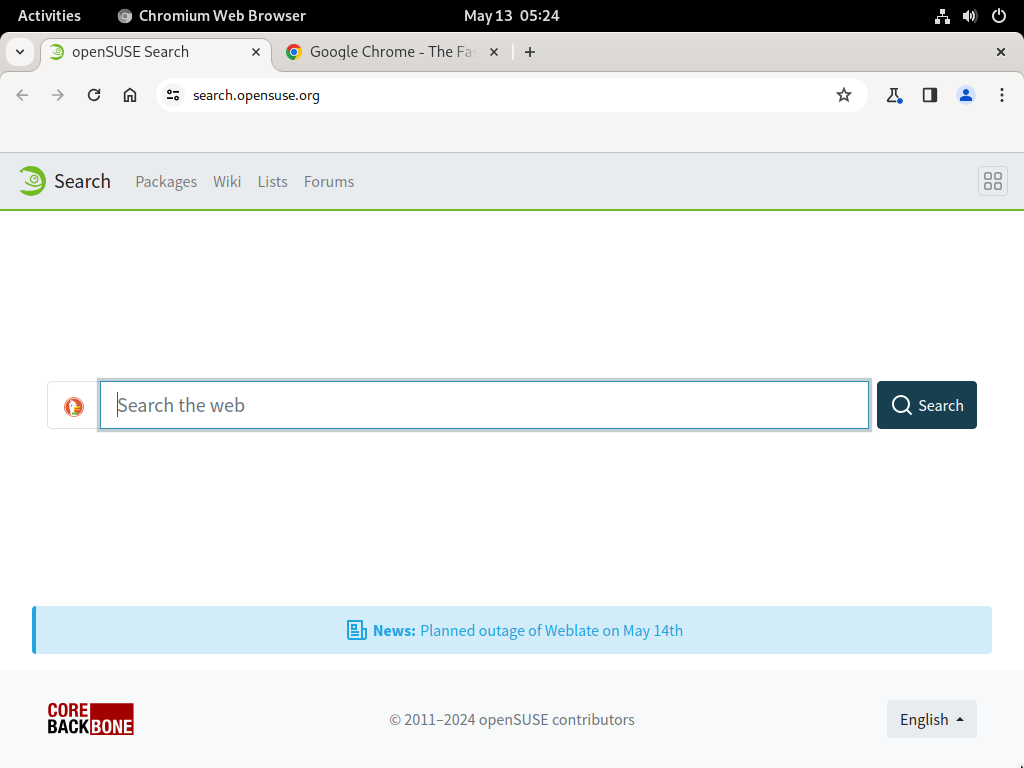 Activities Chromium Web Browser May 13 05:24
openSUSE Search Google Chrome - The Fas
search.opensuse.org
Search Packages Wiki Lists Forums
Search the web Search
News: Planned outage of Weblate on May 14th
CORE
BACKBONE
© 2011–2024 openSUSE contributors
English